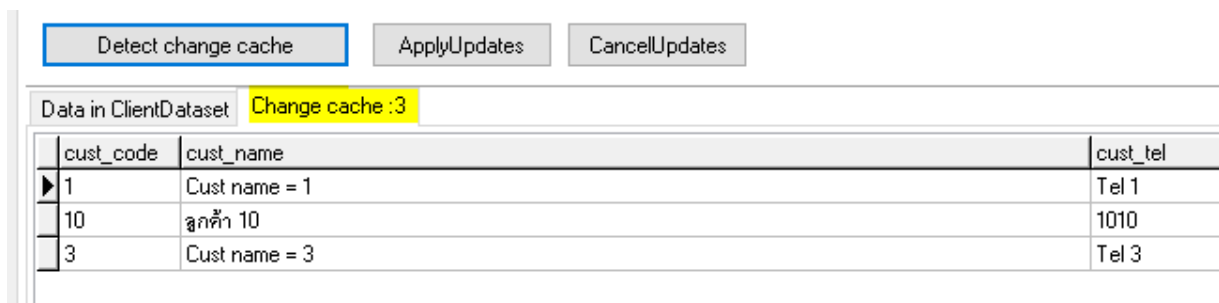 Detect change cache ApplyUpdates CancelUpdates
Data in ClientDataset Change cache :3
cust_code cust_name cust_tel
1 Cust name = 1 Tel 1
10 ลูกค้า 10 1010
3 Cust name = 3 Tel 3